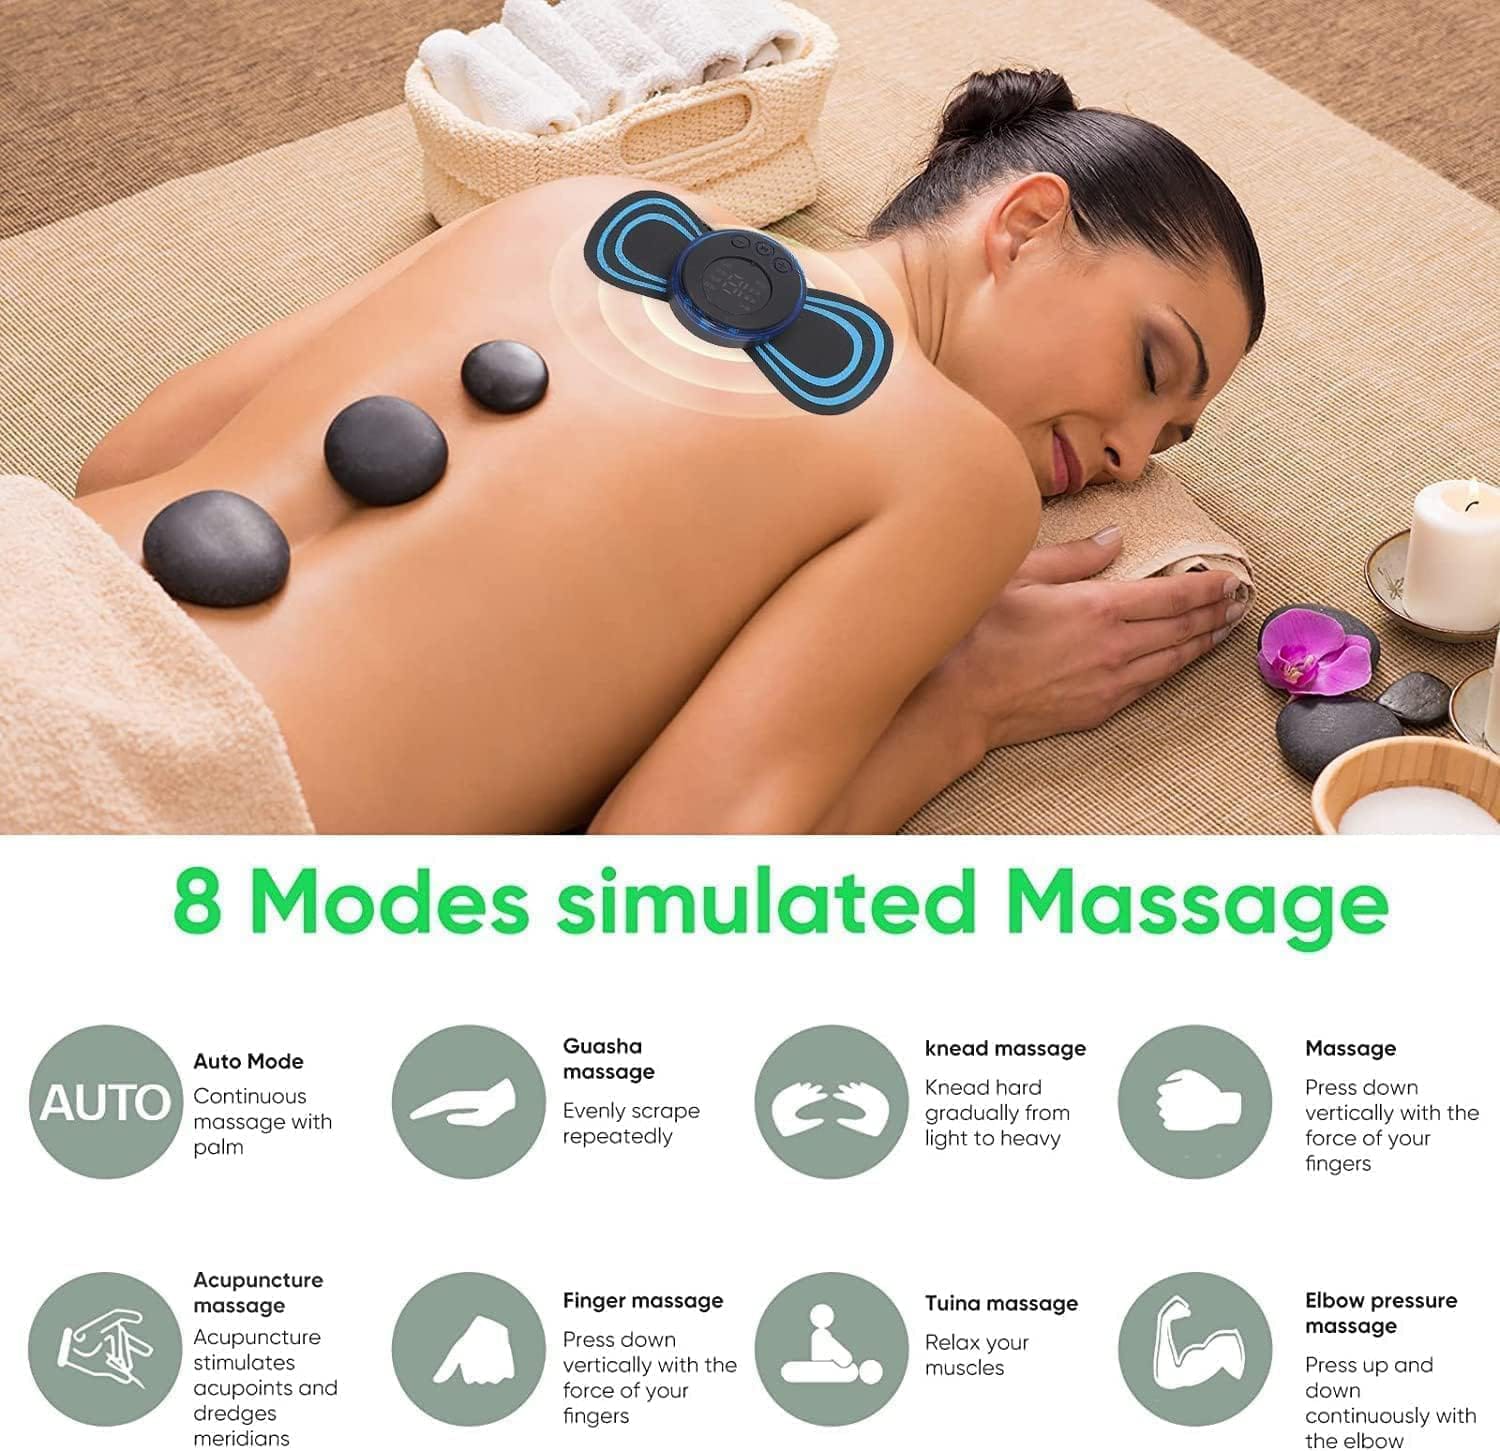 8 Modes simulated Massage
AUTO
Auto Mode
Continuous
massage with
palm
Guasha
massage
Evenly scrape
repeatedly
knead massage
Knead hard
gradually from
light to heavy
Massage
Press down
vertically with the
force of your
fingers
Acupuncture
massage
Acupuncture
stimulates
acupoints and
dredges
meridians
Finger massage
Press down
vertically with the
force of your
fingers
Tuina massage
Relax your
muscles
Elbow pressure
massage
Press up and
down
continuously with
the elbow